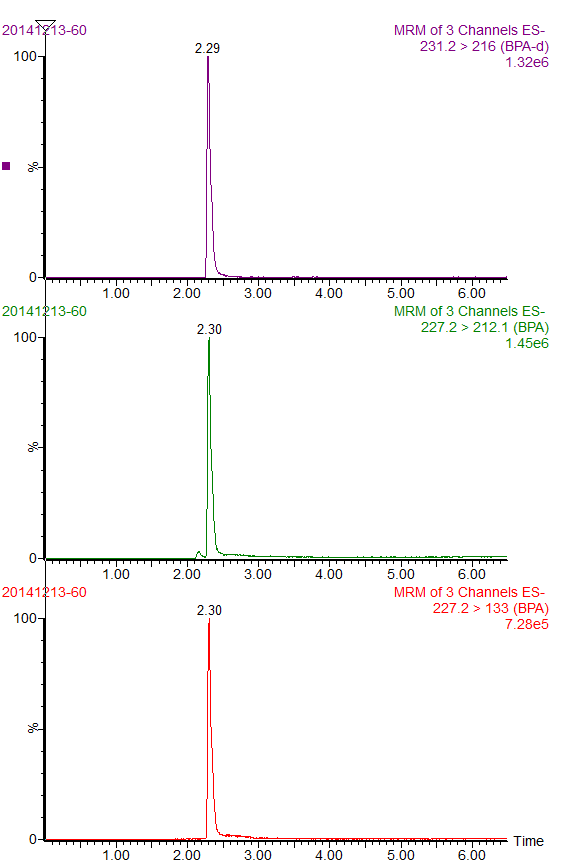 20141213-60
MRM of 3 Channels ES-
231.2 > 216 (BPA-d)
1.32e6
2.29
100
%
0
1.00 2.00 3.00 4.00 5.00 6.00
20141213-60
MRM of 3 Channels ES-
227.2 > 212.1 (BPA)
1.45e6
2.30
100
%
0
1.00 2.00 3.00 4.00 5.00 6.00
20141213-60
MRM of 3 Channels ES-
227.2 > 133 (BPA)
7.28e5
2.30
100
%
0
Time
1.00 2.00 3.00 4.00 5.00 6.00